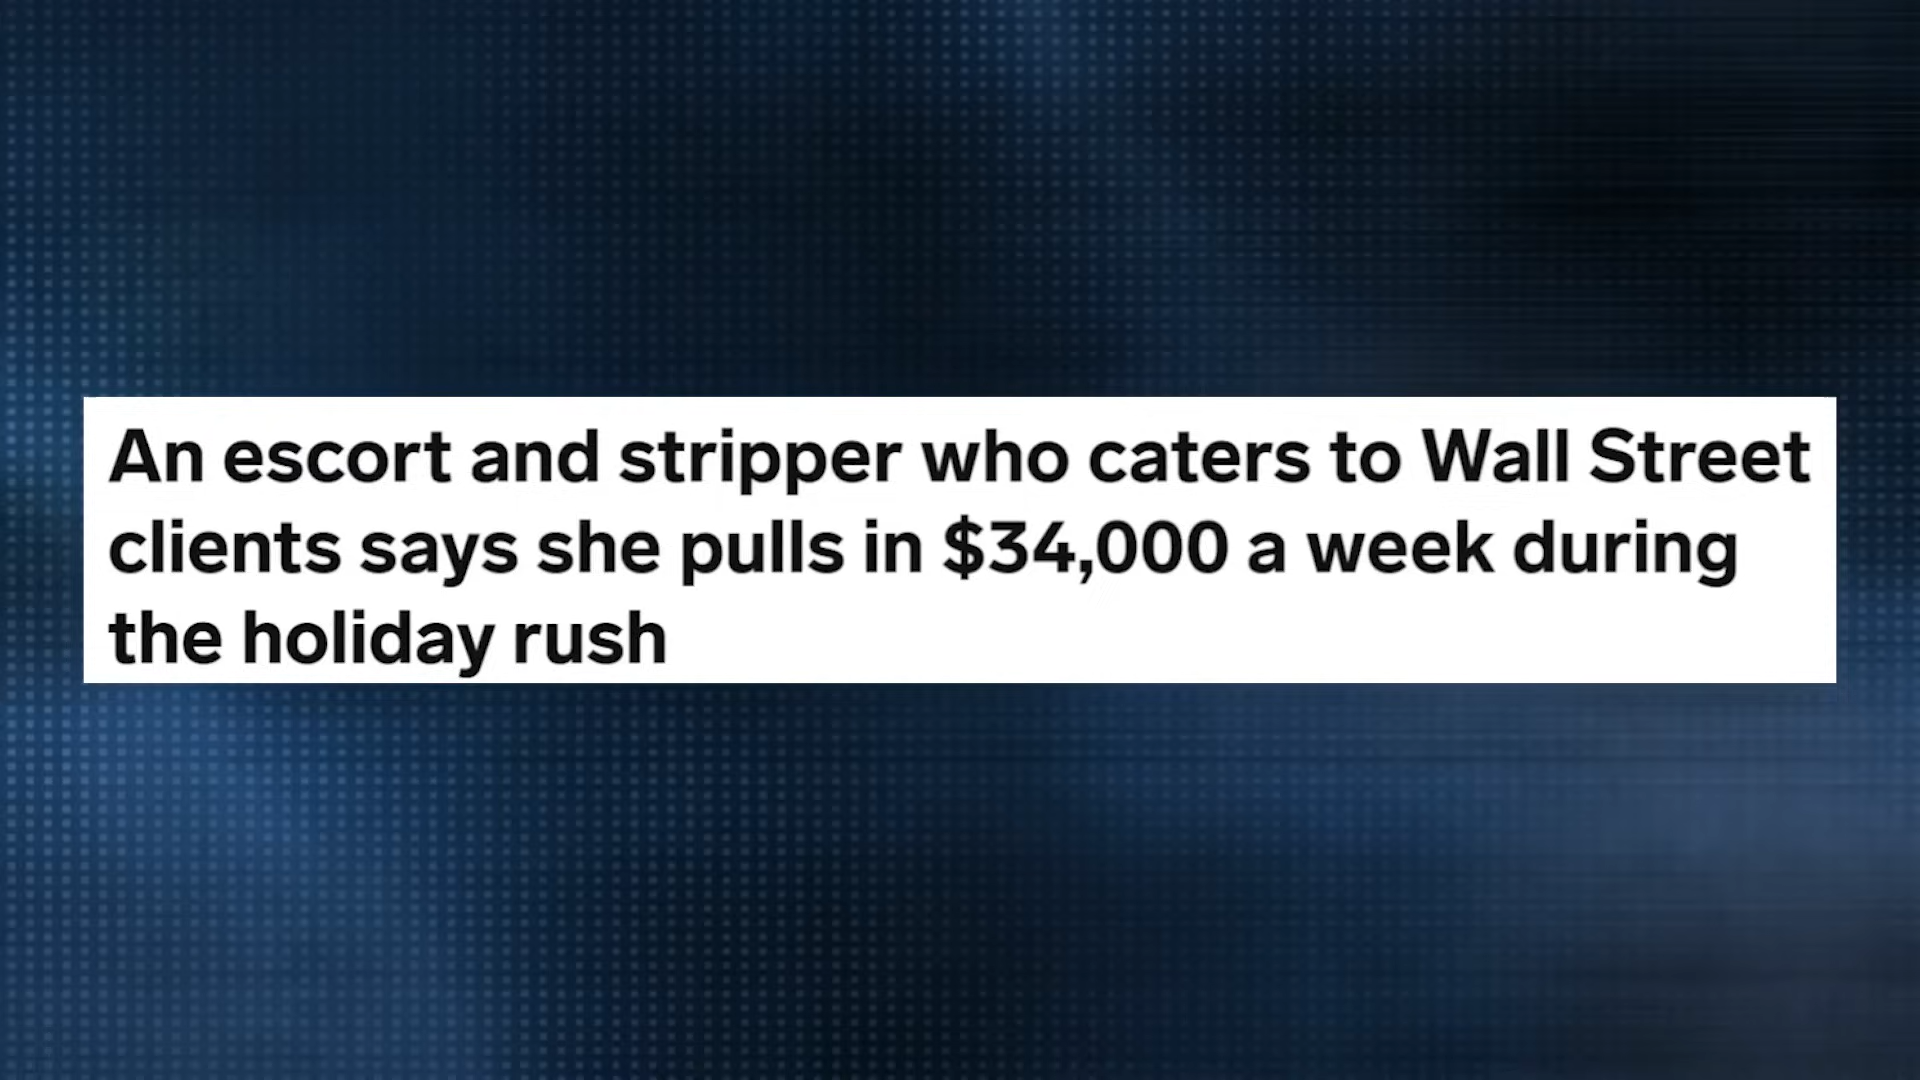 An escort and stripper who caters to Wall Street
clients says she pulls in $34,000 a week during
the holiday rush